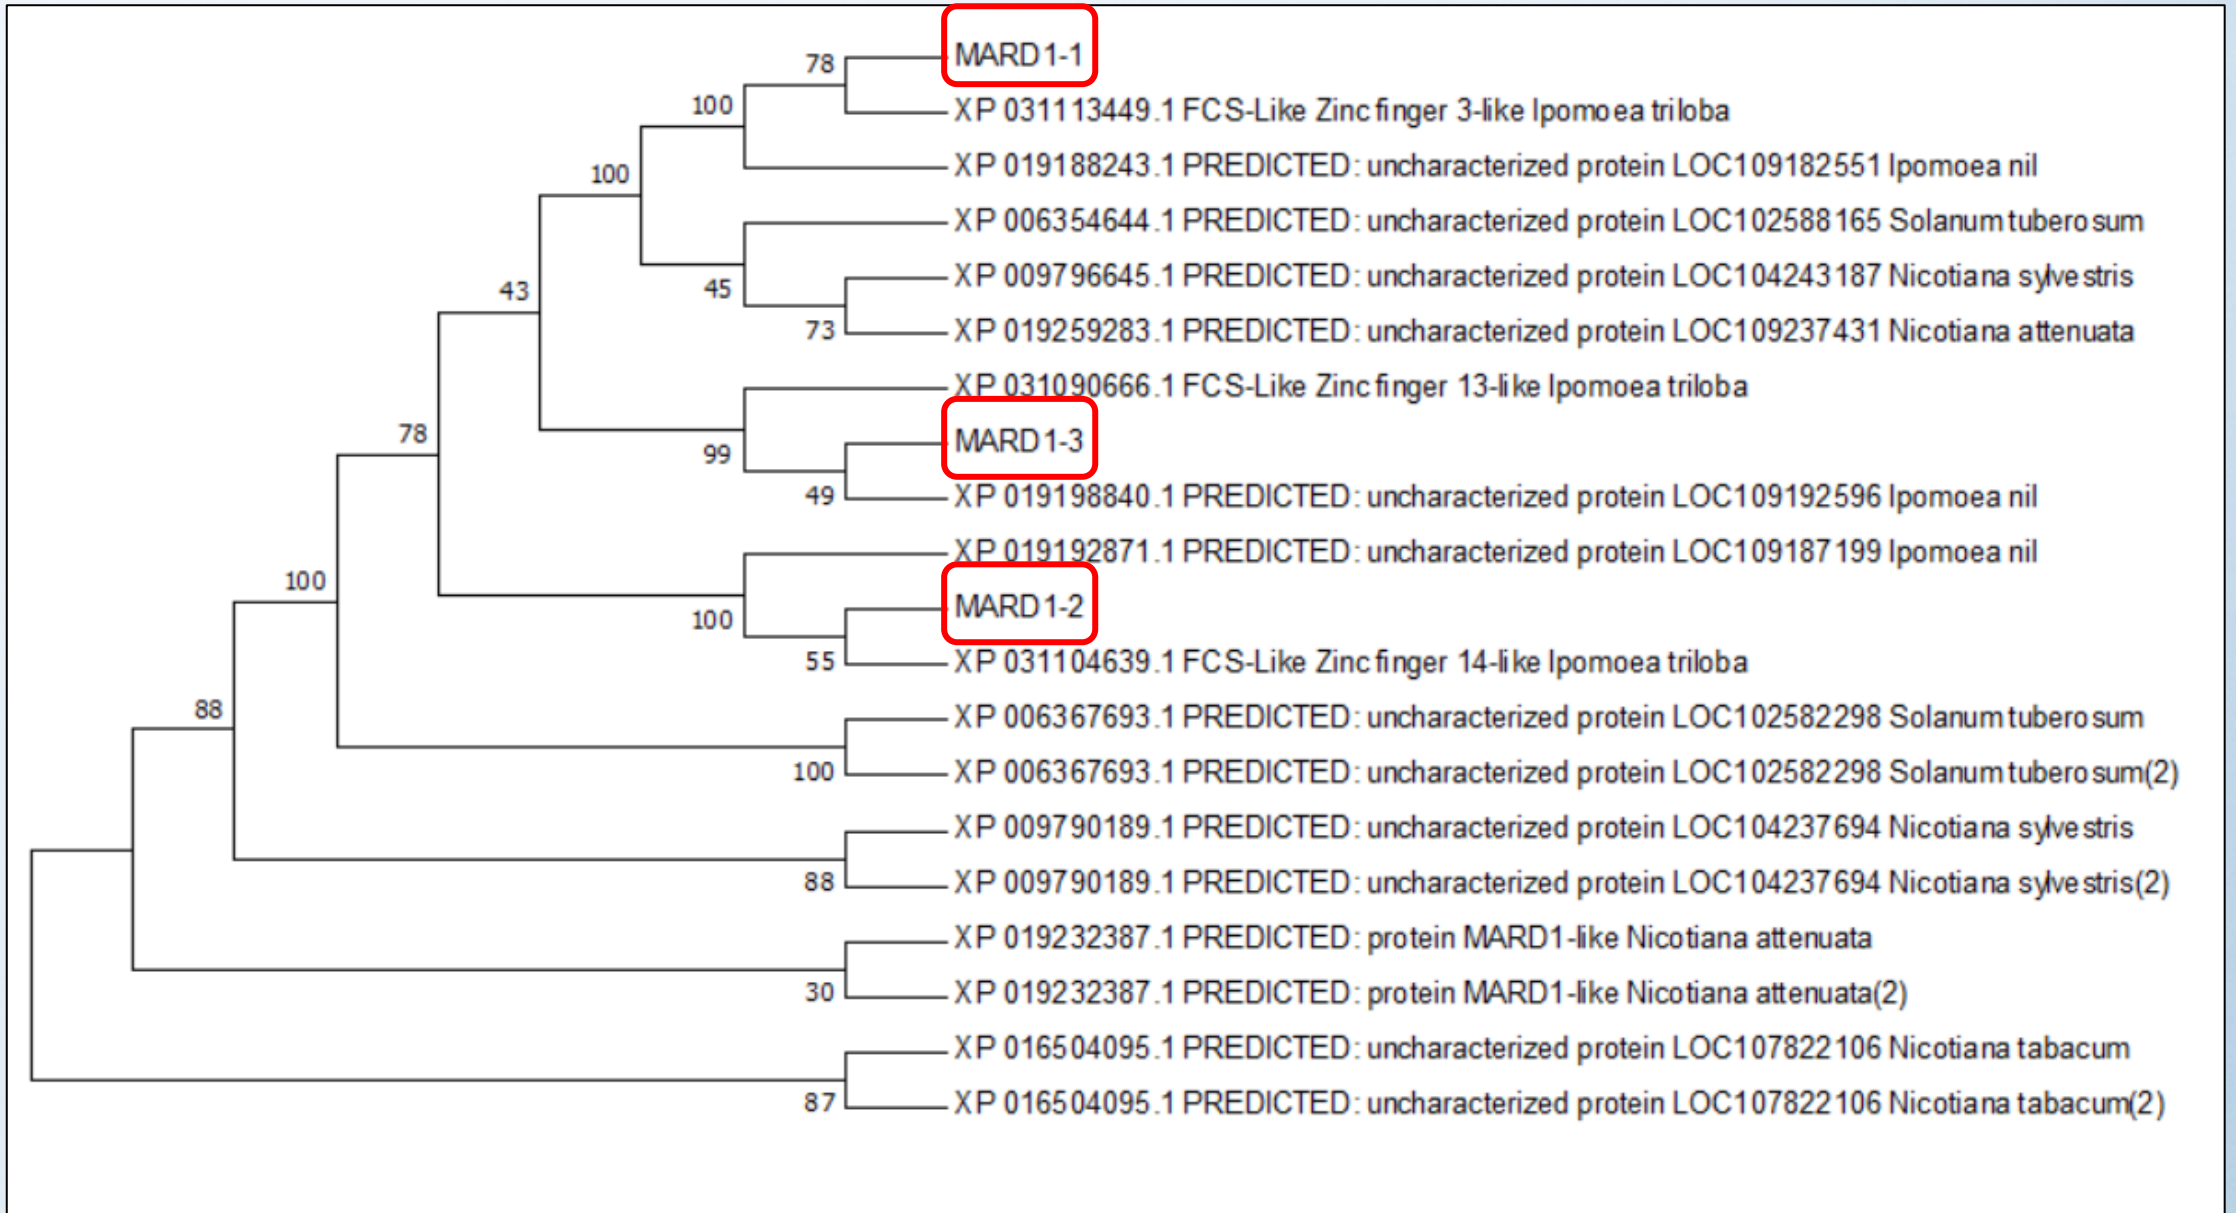 MARD1-1
78
XP 031113449.1 FCS-Like Zinc finger 3-like Ipomoea triloba
100
XP 019188243.1 PREDICTED: uncharacterized protein LOC109182551 Ipomoea nil
100
XP 006354644.1 PREDICTED: uncharacterized protein LOC102588165 Solanum tuberosum
XP 009796645.1 PREDICTED: uncharacterized protein LOC104243187 Nicotiana sylvestris
43
45
XP 019259283.1 PREDICTED: uncharacterized protein LOC109237431 Nicotiana attenuata
73
XP 031090666.1 FCS-Like Zinc finger 13-like Ipomoea triloba
78
MARD1-3
99
XP 019198840.1 PREDICTED: uncharacterized protein LOC109192596 Ipomoea nil
49
XP 019192871.1 PREDICTED: uncharacterized protein LOC109187199 Ipomoea nil
100
MARD1-2
100
XP 031104639.1 FCS-Like Zinc finger 14-like Ipomoea triloba
55
88
XP 006367693.1 PREDICTED: uncharacterized protein LOC102582298 Solanum tuberosum
XP 006367693.1 PREDICTED: uncharacterized protein LOC102582298 Solanum tuberosum(2)
100
XP 009790189.1 PREDICTED: uncharacterized protein LOC104237694 Nicotiana sylvestris
XP 009790189.1 PREDICTED: uncharacterized protein LOC104237694 Nicotiana sylvestris(2)
88
XP 019232387.1 PREDICTED: protein MARD1-like Nicotiana attenuata
XP 019232387.1 PREDICTED: protein MARD1-like Nicotiana attenuata(2)
30
XP 016504095.1 PREDICTED: uncharacterized protein LOC107822106 Nicotiana tabacum
XP 016504095.1 PREDICTED: uncharacterized protein LOC107822106 Nicotiana tabacum(2)
87